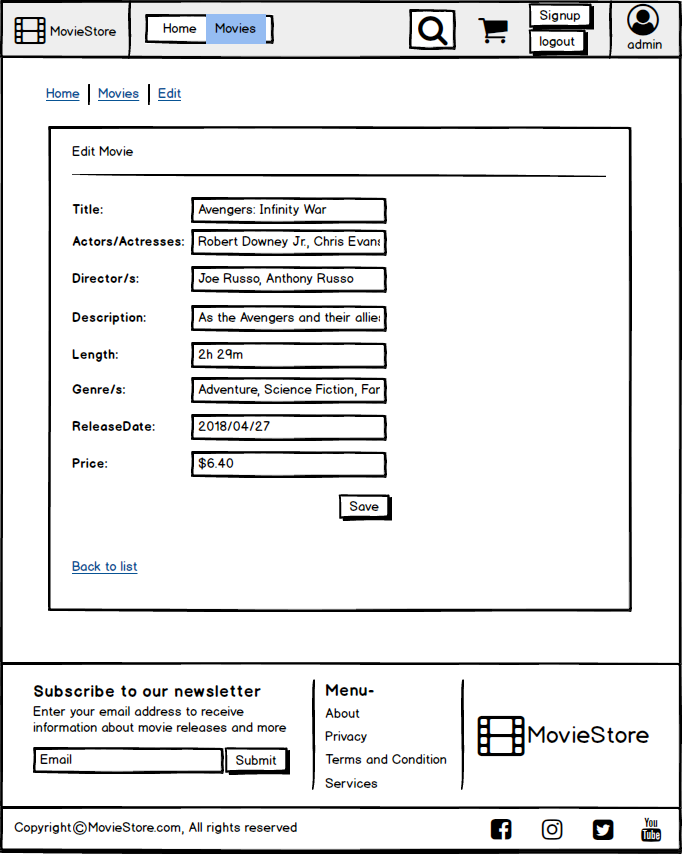 MovieStore
Home
Movies
Signup
logout
admin
Home
Movies
Edit
Edit Movie
Title:
Avengers: Infinity War
Actors/Actresses:
Robert Downey Jr., Chris Evans
Director/s:
Joe Russo, Anthony Russo
Description:
As the Avengers and their allies
Length:
2h 29m
Genre/s:
Adventure, Science Fiction, Fan
ReleaseDate:
2018/04/27
Price:
$6.40
Save
Back to list
Subscribe to our newsletter
Enter your email address to receive
information about movie releases and more
Email
Submit
Menu-
About
Privacy
Terms and Condition
Services
MovieStore
Copyright©MovieStore.com, All rights reserved
You
Tube